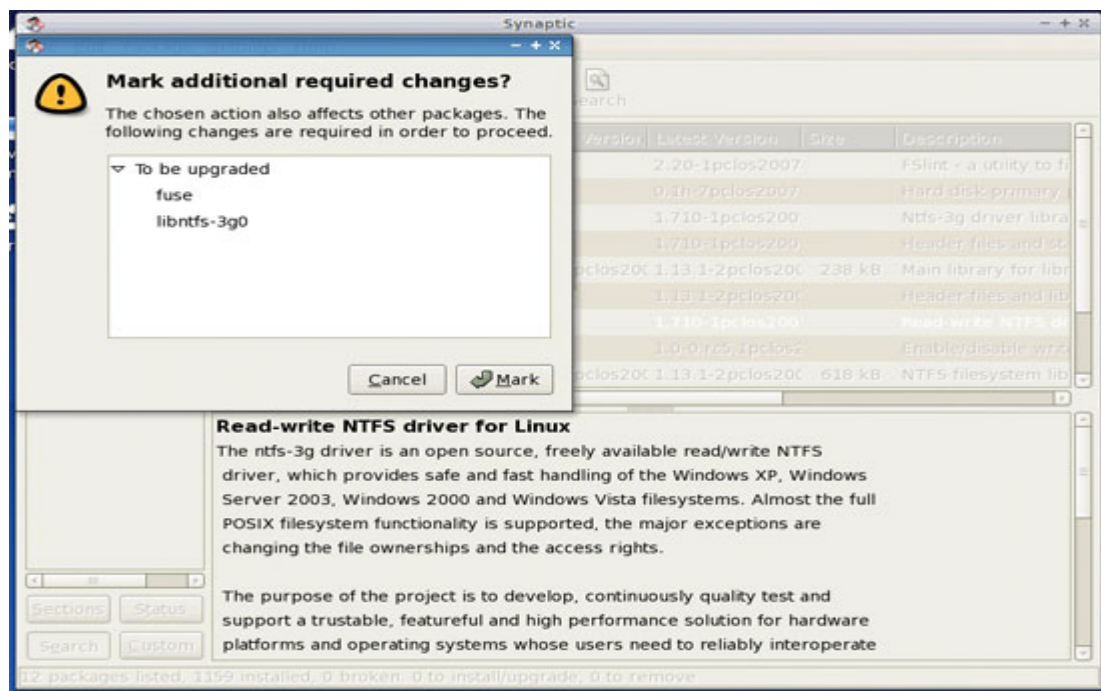 Synaptic
Mark additional required changes?
The chosen action also affects other packages. The
following changes are required in order to proceed.
To be upgraded
fuse
libntfs-3g0
Cancel
Mark
Version Latest Version Size Description
2.20-1pclos2007 FSlint - a utility to fi
0.1h-7pclos2007 Hard disk primary
1.710-1pclos200 Ntfs-3g driver libra
1.710-1pclos200 Header files and st
pclos200 1.13.1-2pclos200 238 kB Main library for libr
1.13.1-2pclos200 Header files and lib
1.710-1pclos200 Read-write NTFS dr
Enable/disable
pclos200 1.13.1-2pclos200 618 kB NTFS filesystem lib
Read-write NTFS driver for Linux
The ntfs-3g driver is an open source, freely available read/write NTFS
driver, which provides safe and fast handling of the Windows XP, Windows
Server 2003, Windows 2000 and Windows Vista filesystems. Almost the full
POSIX filesystem functionality is supported, the major exceptions are
changing the file ownerships and the access rights.
The purpose of the project is to develop, continuously quality test and
support a trustable, featureful and high performance solution for hardware
platforms and operating systems whose users need to reliably interoperate
Sections Status
Search Custom
12 packages listed, 1159 installed, 0 broken. 0 to install/upgrade, 0 to remove